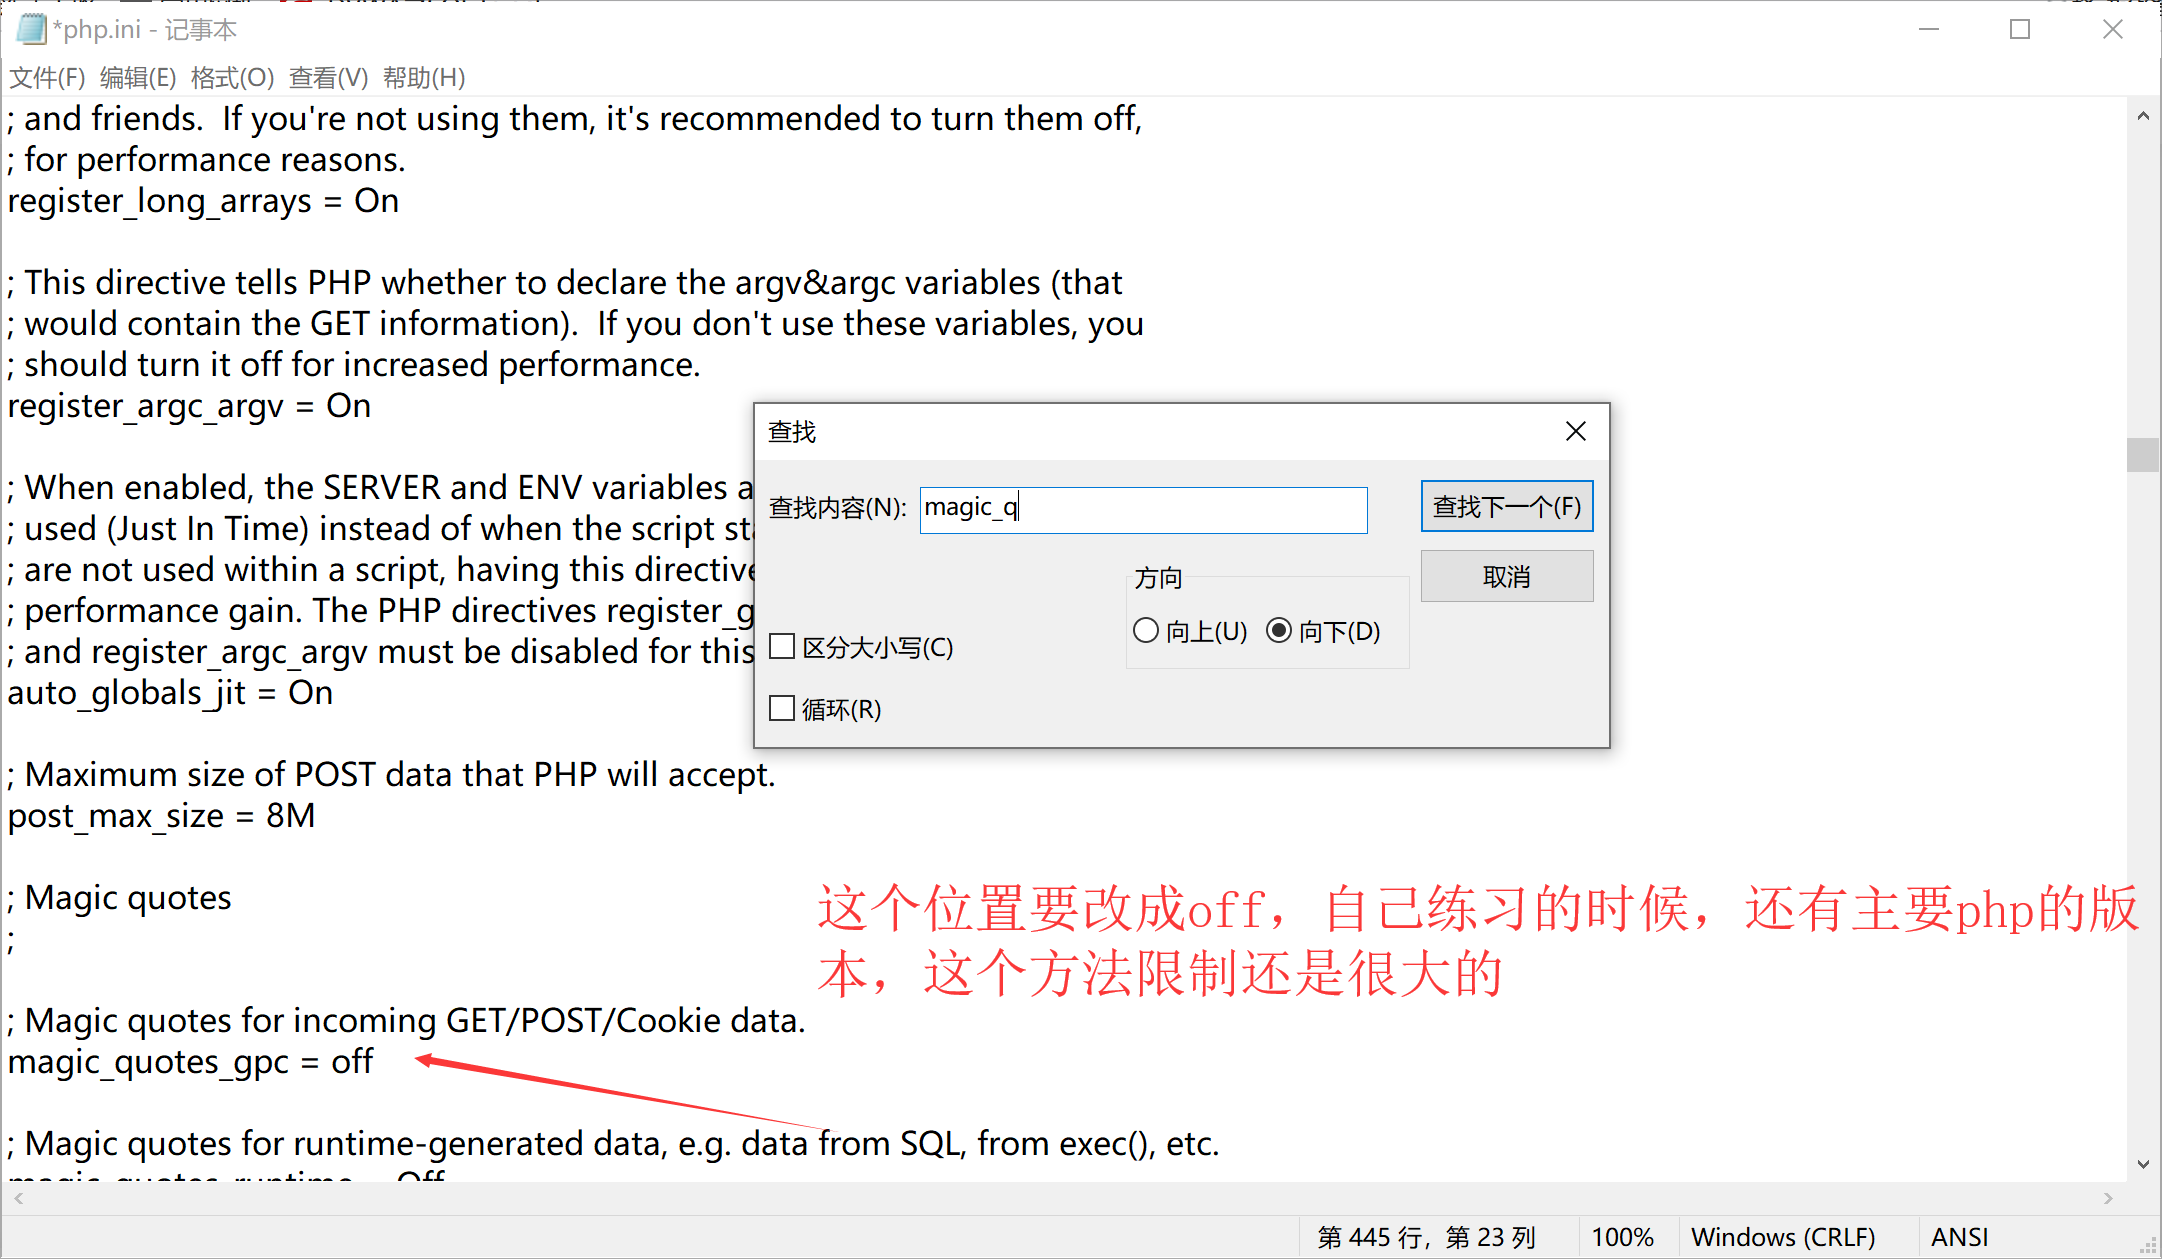 *php.ini - 记事本
文件(F) 编辑(E) 格式(O) 查看(V) 帮助(H)
; and friends.  If you're not using them, it's recommended to turn them off,
; for performance reasons.
register_long_arrays = On
; This directive tells PHP whether to declare the argv&argc variables (that
; would contain the GET information).  If you don't use these variables, you
; should turn it off for increased performance.
register_argc_argv = On
; When enabled, the SERVER and ENV variables a
; used (Just In Time) instead of when the script sta
; are not used within a script, having this directive
; performance gain. The PHP directives register_g
; and register_argc_argv must be disabled for this
auto_globals_jit = On
; Maximum size of POST data that PHP will accept.
post_max_size = 8M
; Magic quotes
;
; Magic quotes for incoming GET/POST/Cookie data.
magic_quotes_gpc = off
; Magic quotes for runtime-generated data, e.g. data from SQL, from exec(), etc.
magic_quotes_runtime = Off
查找
查找内容(N): magic_q
查找下一个(F)
取消
方向
向上(U) 向下(D)
区分大小写(C)
循环(R)
这个位置要改成off，自己练习的时候，还有主要php的版
本，这个方法限制还是很大的
第 445 行，第 23 列 100% Windows (CRLF) ANSI